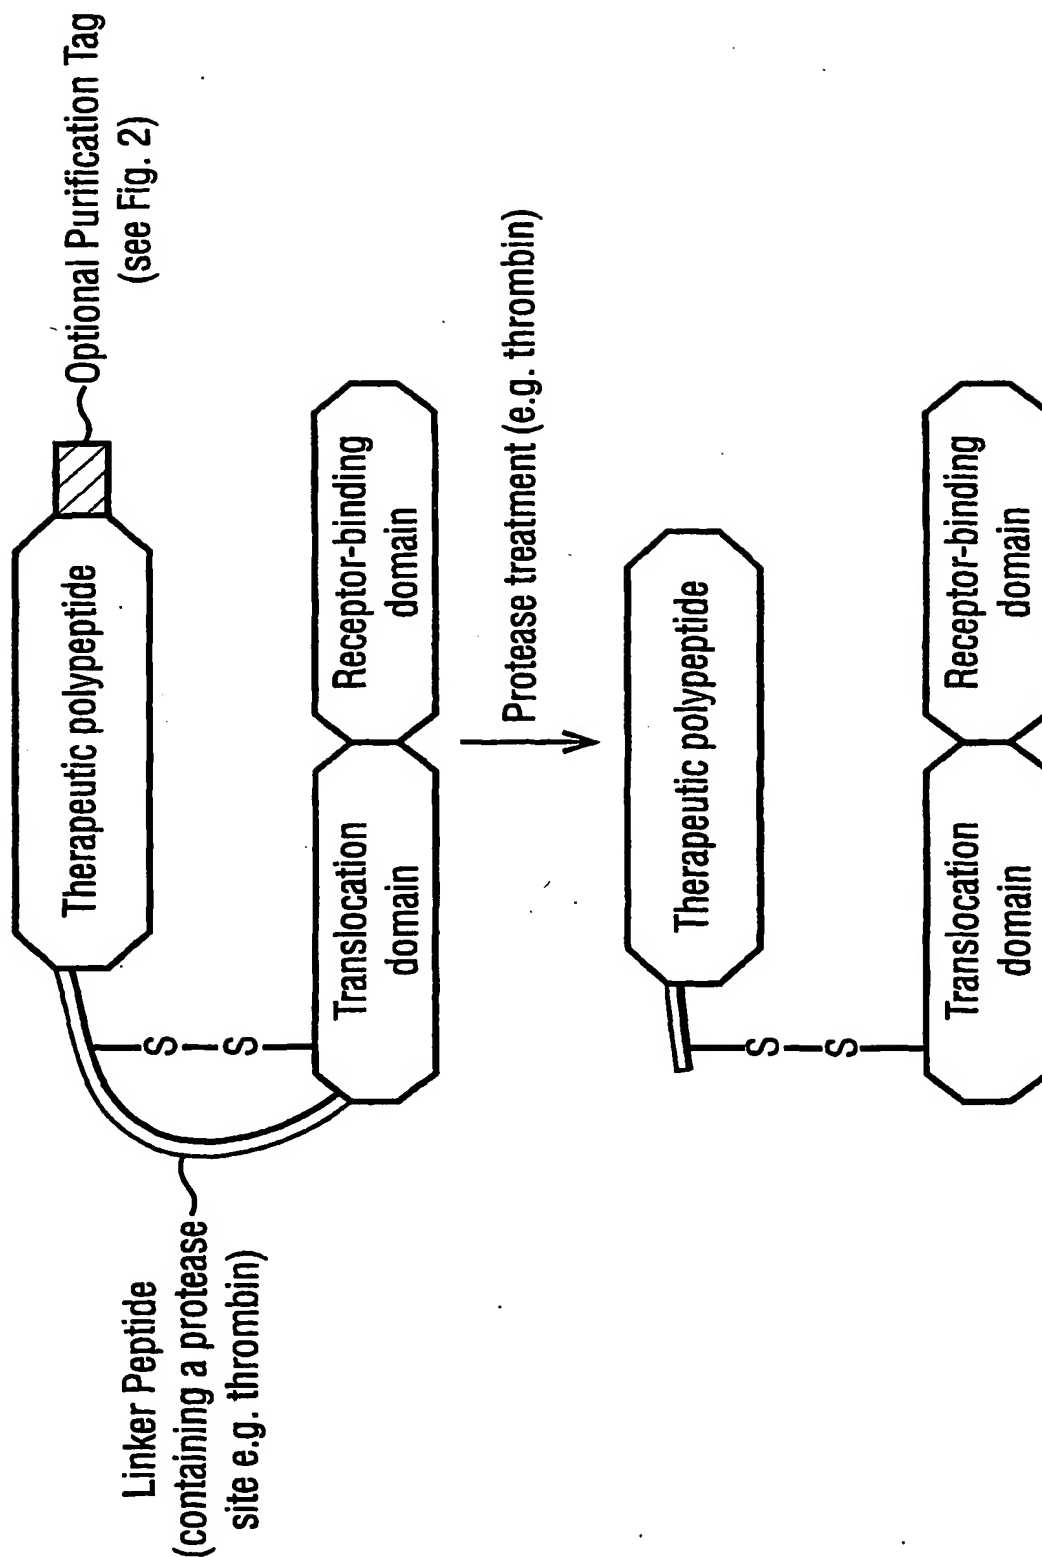 Optional Purification Tag
(see Fig. 2)
Therapeutic polypeptide
Linker Peptide
(containing a protease
site e.g. thrombin)
S
S
Translocation
domain
Receptor-binding
domain
Protease treatment (e.g. thrombin)
Therapeutic polypeptide
S
S
Translocation
domain
Receptor-binding
domain